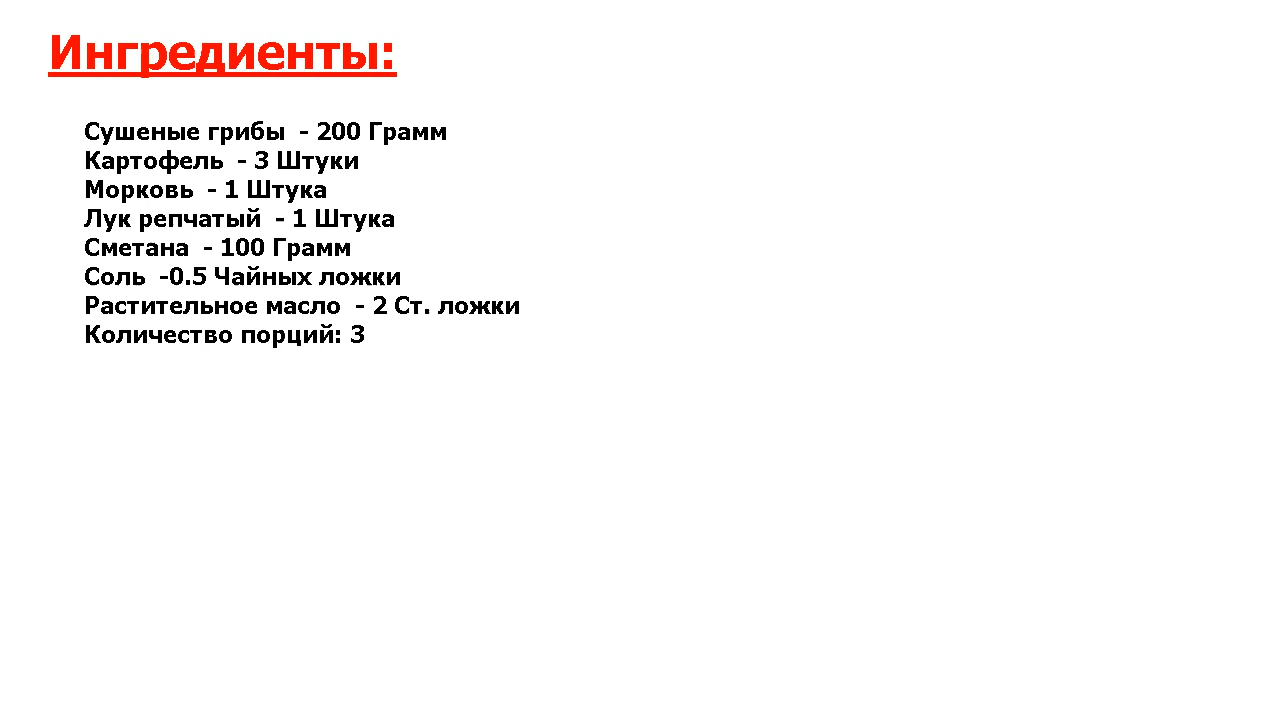 Ингредиенты:
Сушеные грибы  - 200 Грамм
Картофель  - 3 Штуки
Морковь  - 1 Штука
Лук репчатый  - 1 Штука
Сметана  - 100 Грамм
Соль  -0.5 Чайных ложки
Растительное масло  - 2 Ст. ложки
Количество порций: 3